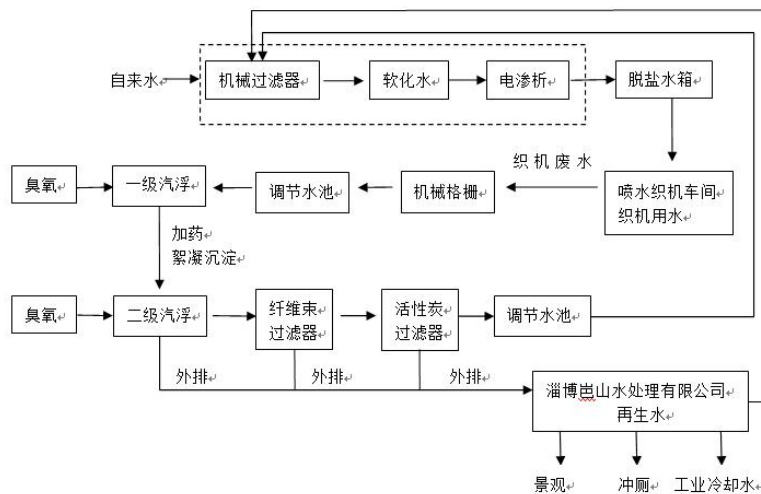 自来水
机械过滤器
软化水
电渗析
脱盐水箱
织机废水
臭氧
一级汽浮
调节水池
机械格栅
喷水织机车间
织机用水
加药
絮凝沉淀
臭氧
二级汽浮
纤维束
过滤器
活性炭
过滤器
调节水池
外排
外排
外排
淄博岜山水处理有限公司
再生水
景观
冲厕
工业冷却水